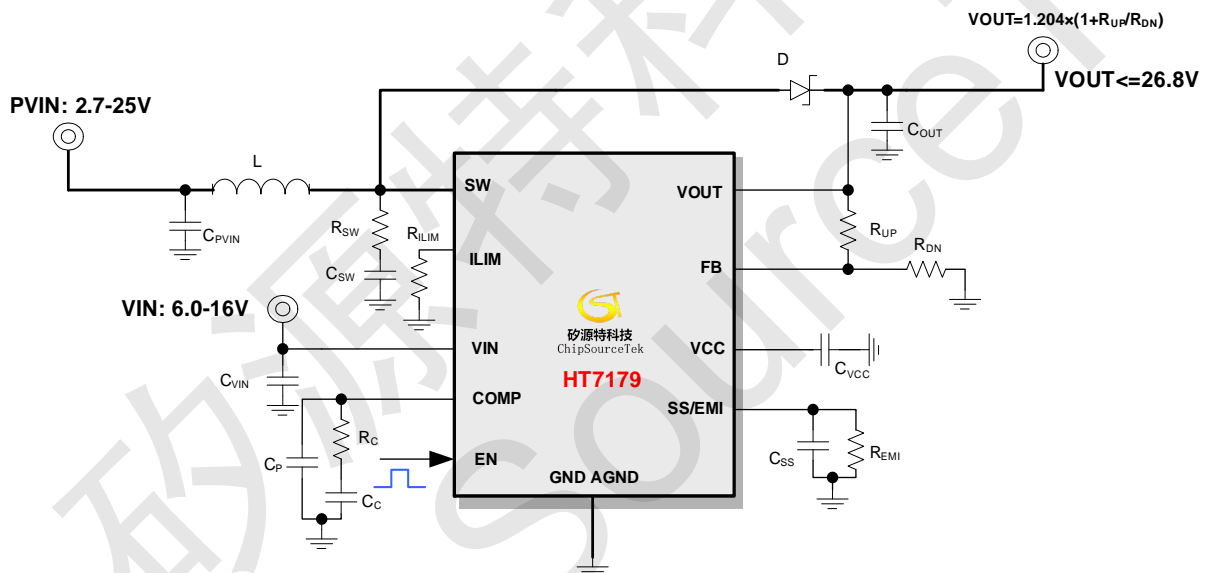 VOUT=1.204×(1+RUP/RDN)
D
VOUT<=26.8V
PVIN: 2.7-25V
COUT
L
SW
VOUT
CPVIN
RSW
RILIM
RUP
RDN
CSW
ILIM
FB
VIN: 6.0-16V
矽源特科技
ChipSourceTek
VIN
VCC
CVCC
HT7179
CVIN
COMP
SS/EMI
RC
CP
EN
CSS
REMI
GND AGND
CC
矽源特科
Source T